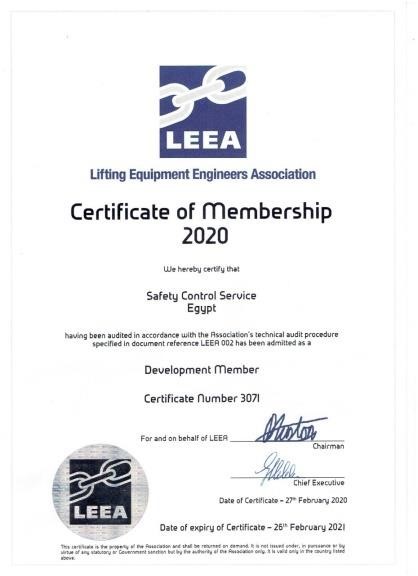 LEEA
Lifting Equipment Engineers Association
Certificate of Membership
2020
We hereby certify that
Safety Control Service
Egypt
having been audited in accordance with the Association's technical audit procedure
specified in document reference LEEA 002 has been admitted as a
Development Member
Certificate Number 3071
For and on behalf of LEEA
Chairman
Chief Executive
LEEA
Date of Certificate - 27th February 2020
Date of expiry of Certificate - 26th February 2021
This certificate is the property of the Association and shall be returned on demand. It is not issued under, in pursuance or by
virtue of any statutory or Government sanction but by the authority of the Association only. It is valid only in the country listed
above.